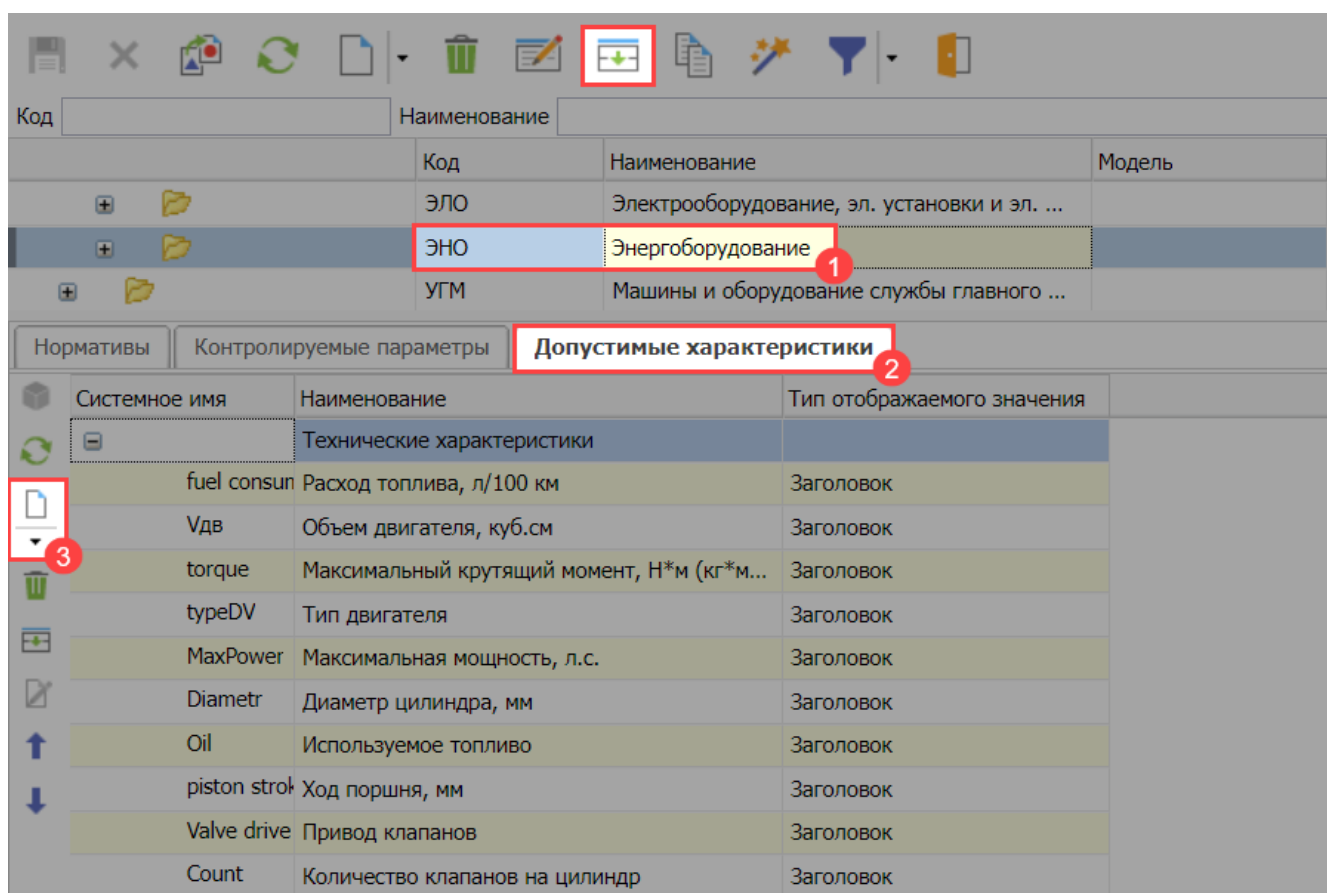 Код Наименование
Код Наименование Модель
ЭЛО Электрооборудование, эл. установки и эл. ...
ЭНО Энергоборудование
1
УГМ Машины и оборудование службы главного ...
Нормативы Контролируемые параметры Допустимые характеристики
2
Системное имя Наименование Тип отображаемого значения
Технические характеристики
fuel consun Расход топлива, л/100 км Заголовок
Vдв Объем двигателя, куб.см Заголовок
3
torque Максимальный крутящий момент, Н*м (кг*м... Заголовок
typeDV Тип двигателя Заголовок
MaxPower Максимальная мощность, л.с. Заголовок
Diametr Диаметр цилиндра, мм Заголовок
Oil Используемое топливо Заголовок
piston strok Ход поршня, мм Заголовок
Valve drive Привод клапанов Заголовок
Count Количество клапанов на цилиндр Заголовок